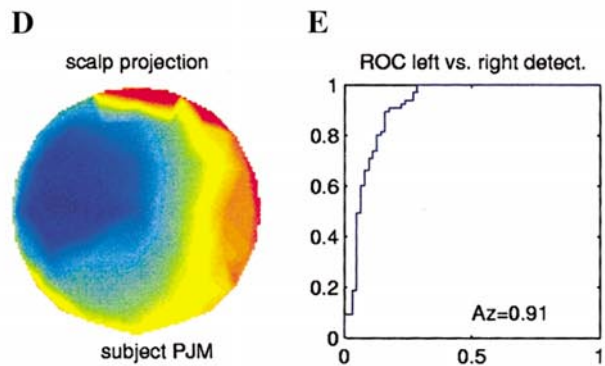 D
scalp projection
subject PJM
E
ROC left vs. right detect.
1
0.8
0.6
0.4
0.2
0
Az=0.91
0
0.5
1